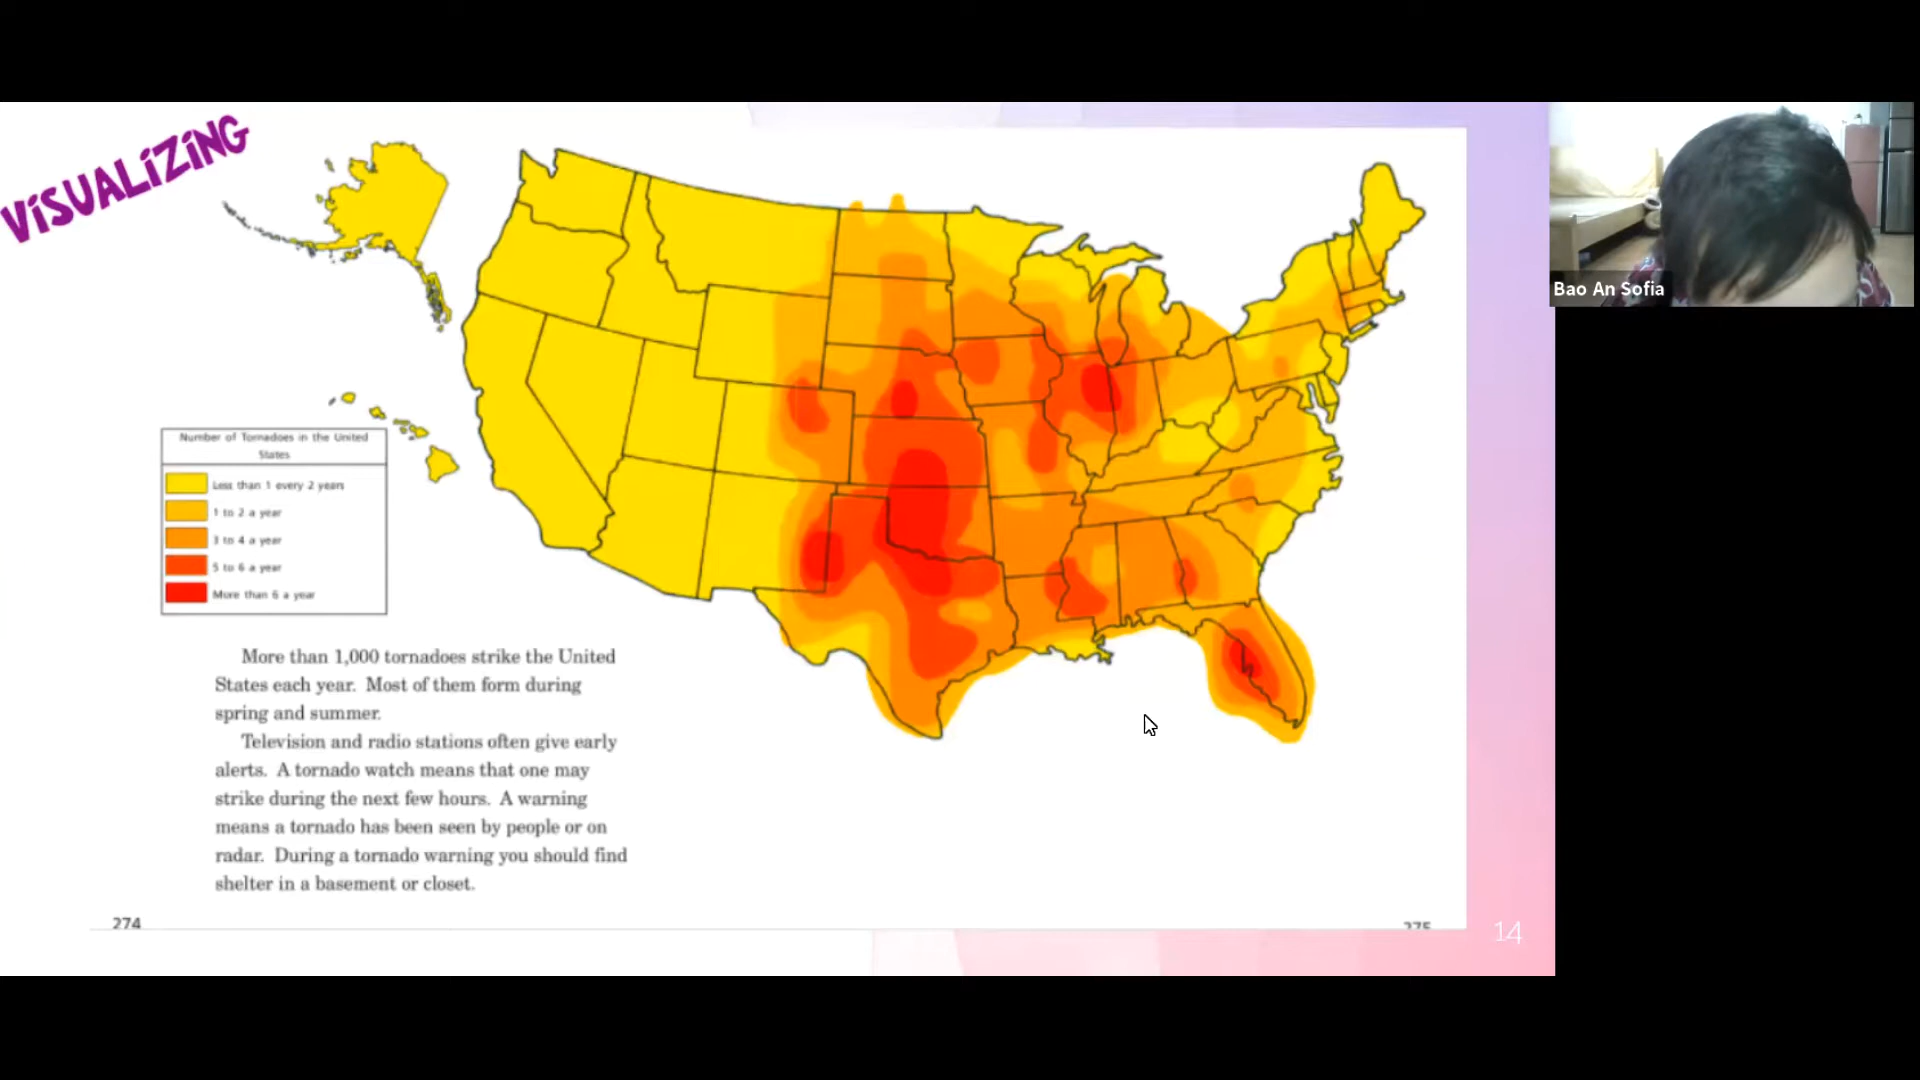 VISUALIZING
Bao An Sofia
Number of Tornadoes in the United
States
Less than 1 every 2 years
1 to 2 a year
3 to 4 a year
5 to 6 a year
More than 6 a year
More than 1,000 tornadoes strike the United
States each year. Most of them form during
spring and summer.
Television and radio stations often give early
alerts. A tornado watch means that one may
strike during the next few hours. A warning
means a tornado has been seen by people or on
radar. During a tornado warning you should find
shelter in a basement or closet.
274
275
14